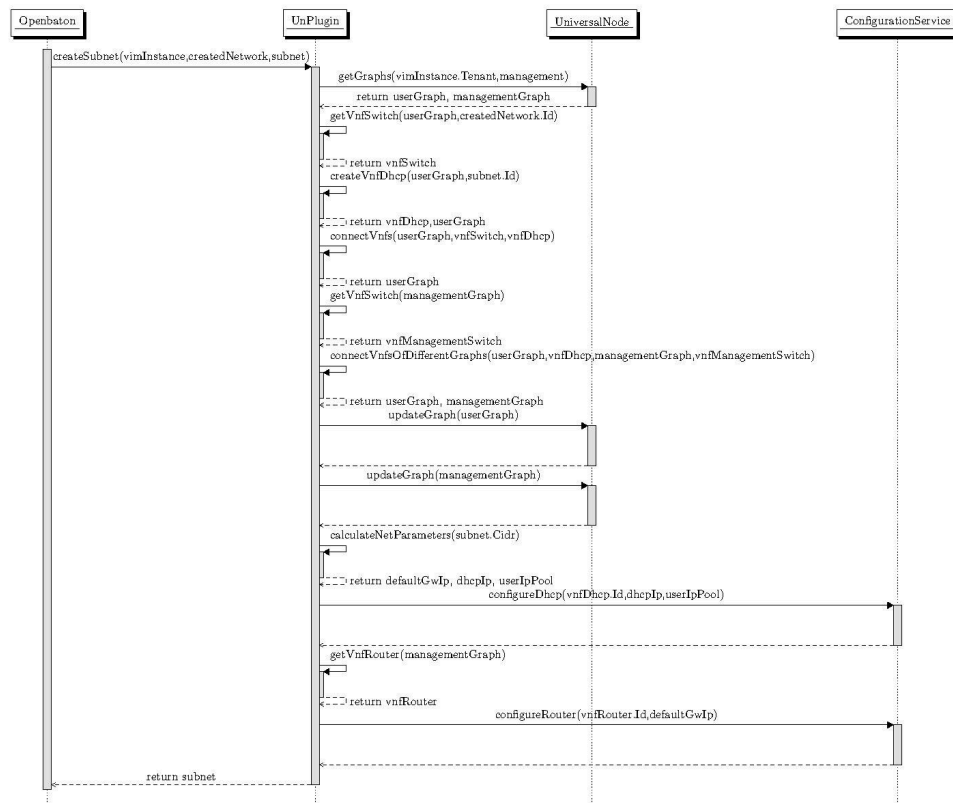 Openbaton
UnPlugin
UniversalNode
ConfigurationService
createSubnet(vimInstance,createdNetwork,subnet)
getGraphs(vimInstance.Tenant,management)
return userGraph, managementGraph
getVnfSwitch(userGraph,createdNetwork.Id)
return vnfSwitch
createVnfDhcp(userGraph,subnet.Id)
return vnfDhcp,userGraph
connectVnfs(userGraph,vnfSwitch,vnfDhcp)
return userGraph
getVnfSwitch(managementGraph)
return vnfManagementSwitch
connectVnfsOfDifferentGraphs(userGraph,vnfDhcp,managementGraph,vnfManagementSwitch)
return userGraph, managementGraph
updateGraph(userGraph)
updateGraph(managementGraph)
calculateNetParameters(subnet.Cidr)
return defaultGwIp, dhcpIp, userIpPool
configureDhcp(vnfDhcp.Id,dhcpIp,userIpPool)
getVnfRouter(managementGraph)
return vnfRouter
configureRouter(vnfRouter.Id,defaultGwIp)
return subnet